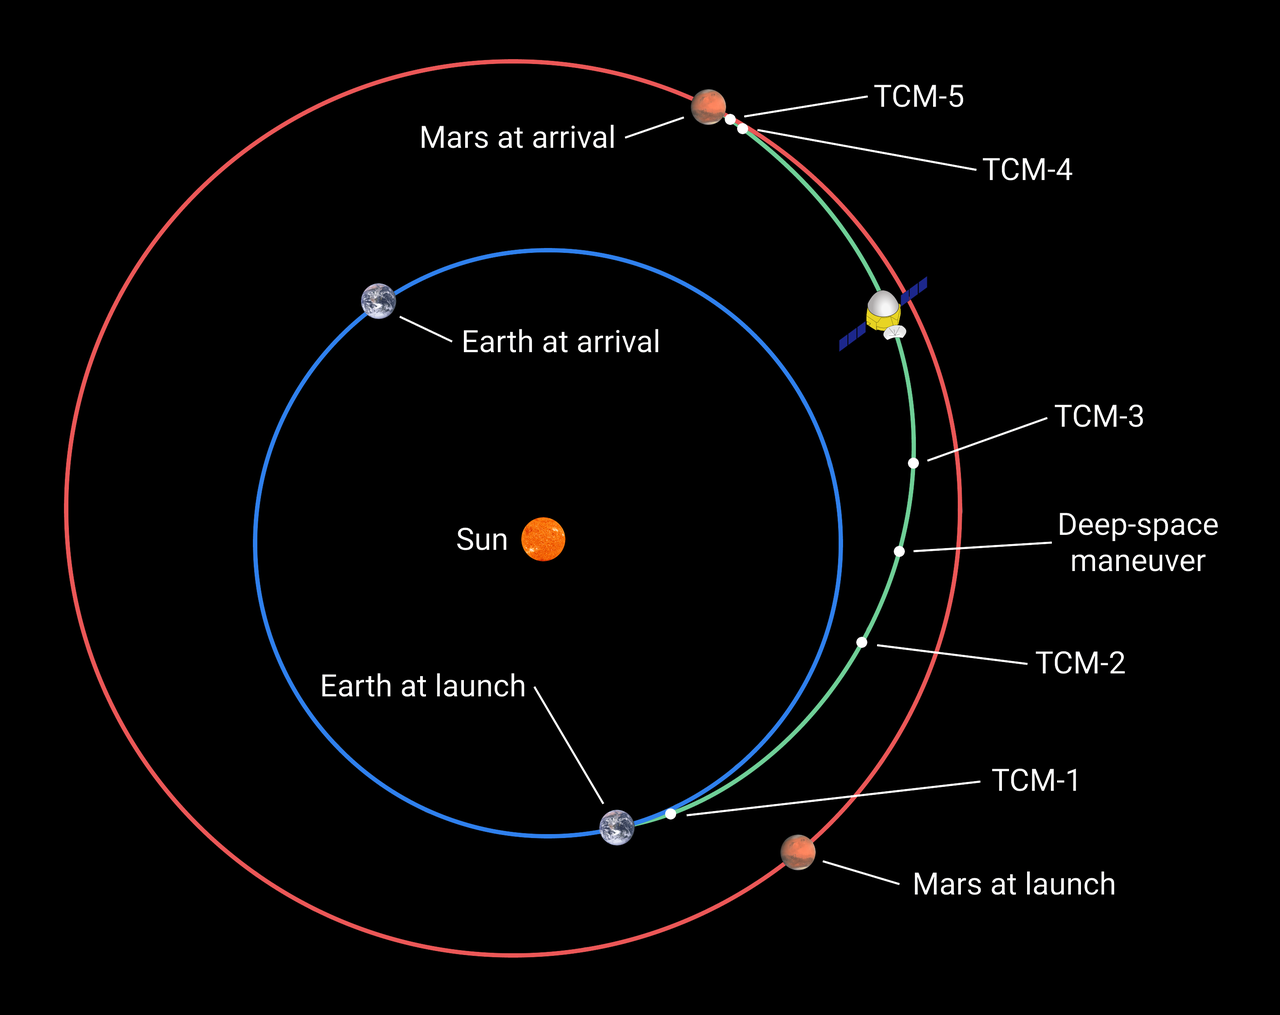 TCM-5
Mars at arrival
TCM-4
Earth at arrival
TCM-3
Deep-space
maneuver
Sun
TCM-2
Earth at launch
TCM-1
Mars at launch